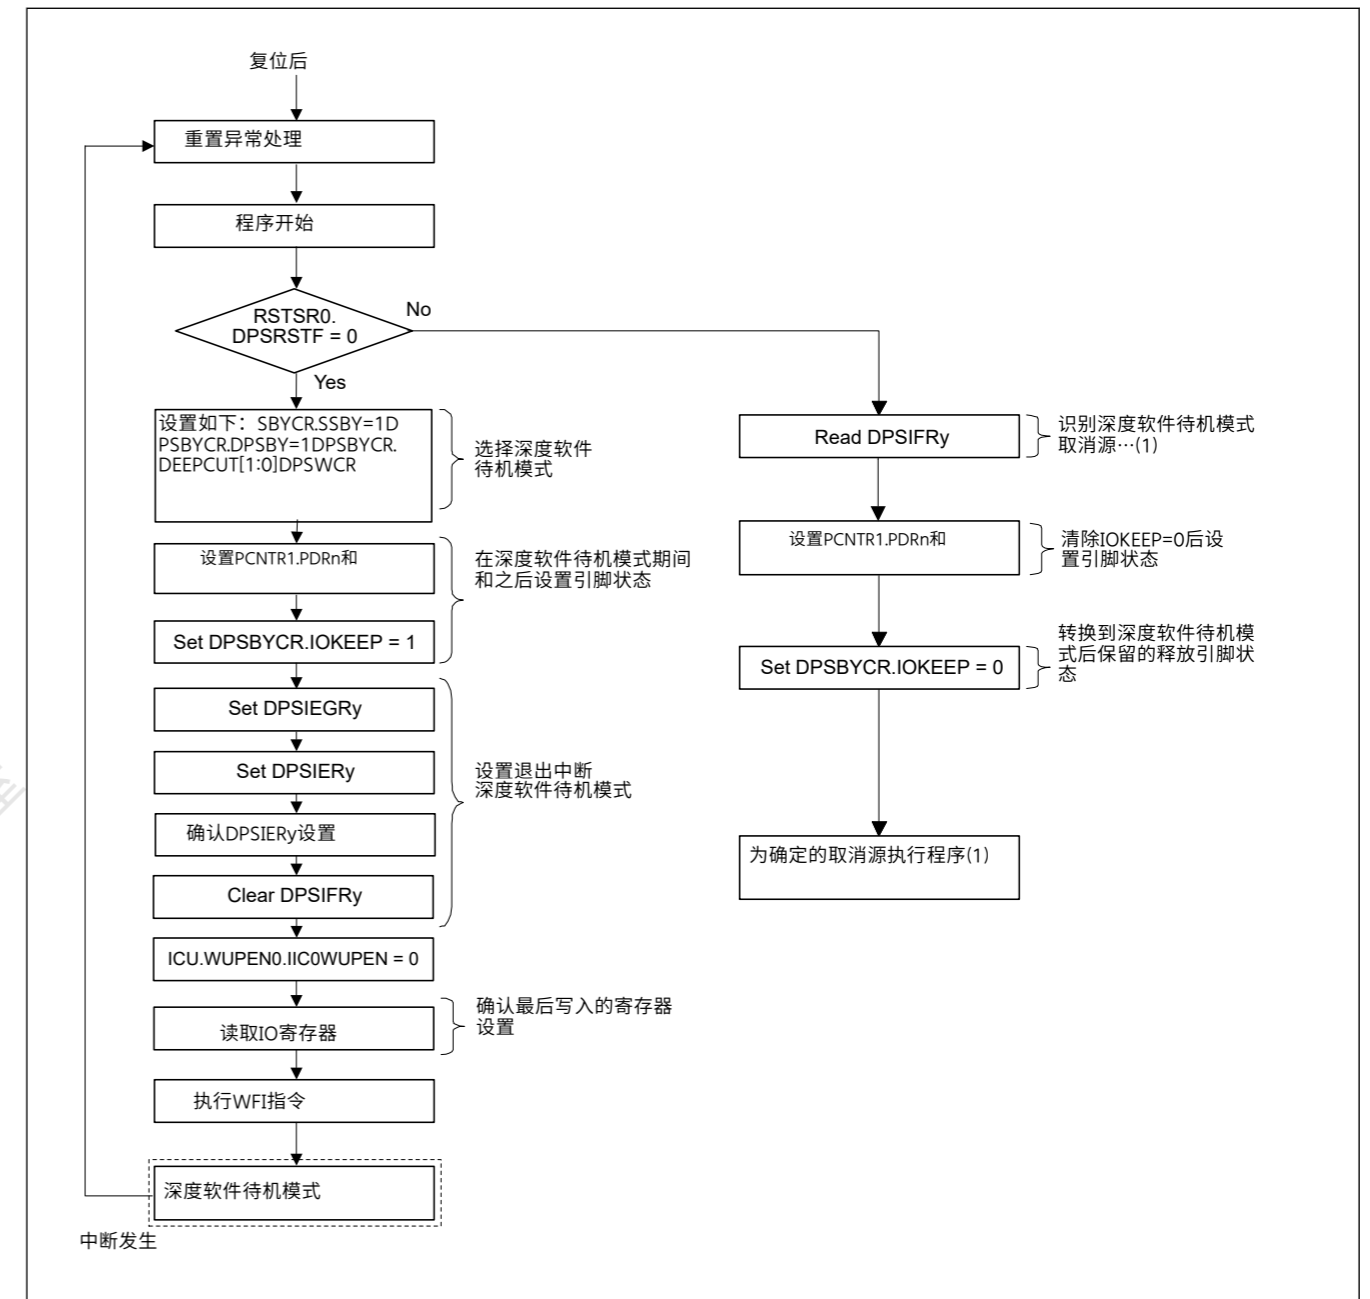 复位后
重置异常处理
程序开始
RSTSR0.
DPSRSTF = 0
No
Yes
设置如下：SBYCR.SSBY=1D
PSBYCR.DPSBY=1DPSBYCR.
DEEPCUT[1:0]DPSWCR
选择深度软件
待机模式
设置PCNTR1.PDRn和
在深度软件待机模式期间
和之后设置引脚状态
Set DPSBYCR.IOKEEP = 1
Set DPSIEGRy
Set DPSIERy
设置退出中断
深度软件待机模式
确认DPSIERy设置
Clear DPSIFRy
ICU.WUPEN0.IIC0WUPEN = 0
读取IO寄存器
确认最后写入的寄存器
设置
执行WFI指令
深度软件待机模式
中断发生
Read DPSIFRy
识别深度软件待机模式
取消源…(1)
设置PCNTR1.PDRn和
清除IOKEEP=0后设
置引脚状态
Set DPSBYCR.IOKEEP = 0
转换到深度软件待机模
式后保留的释放引脚状
态
为确定的取消源执行程序(1)